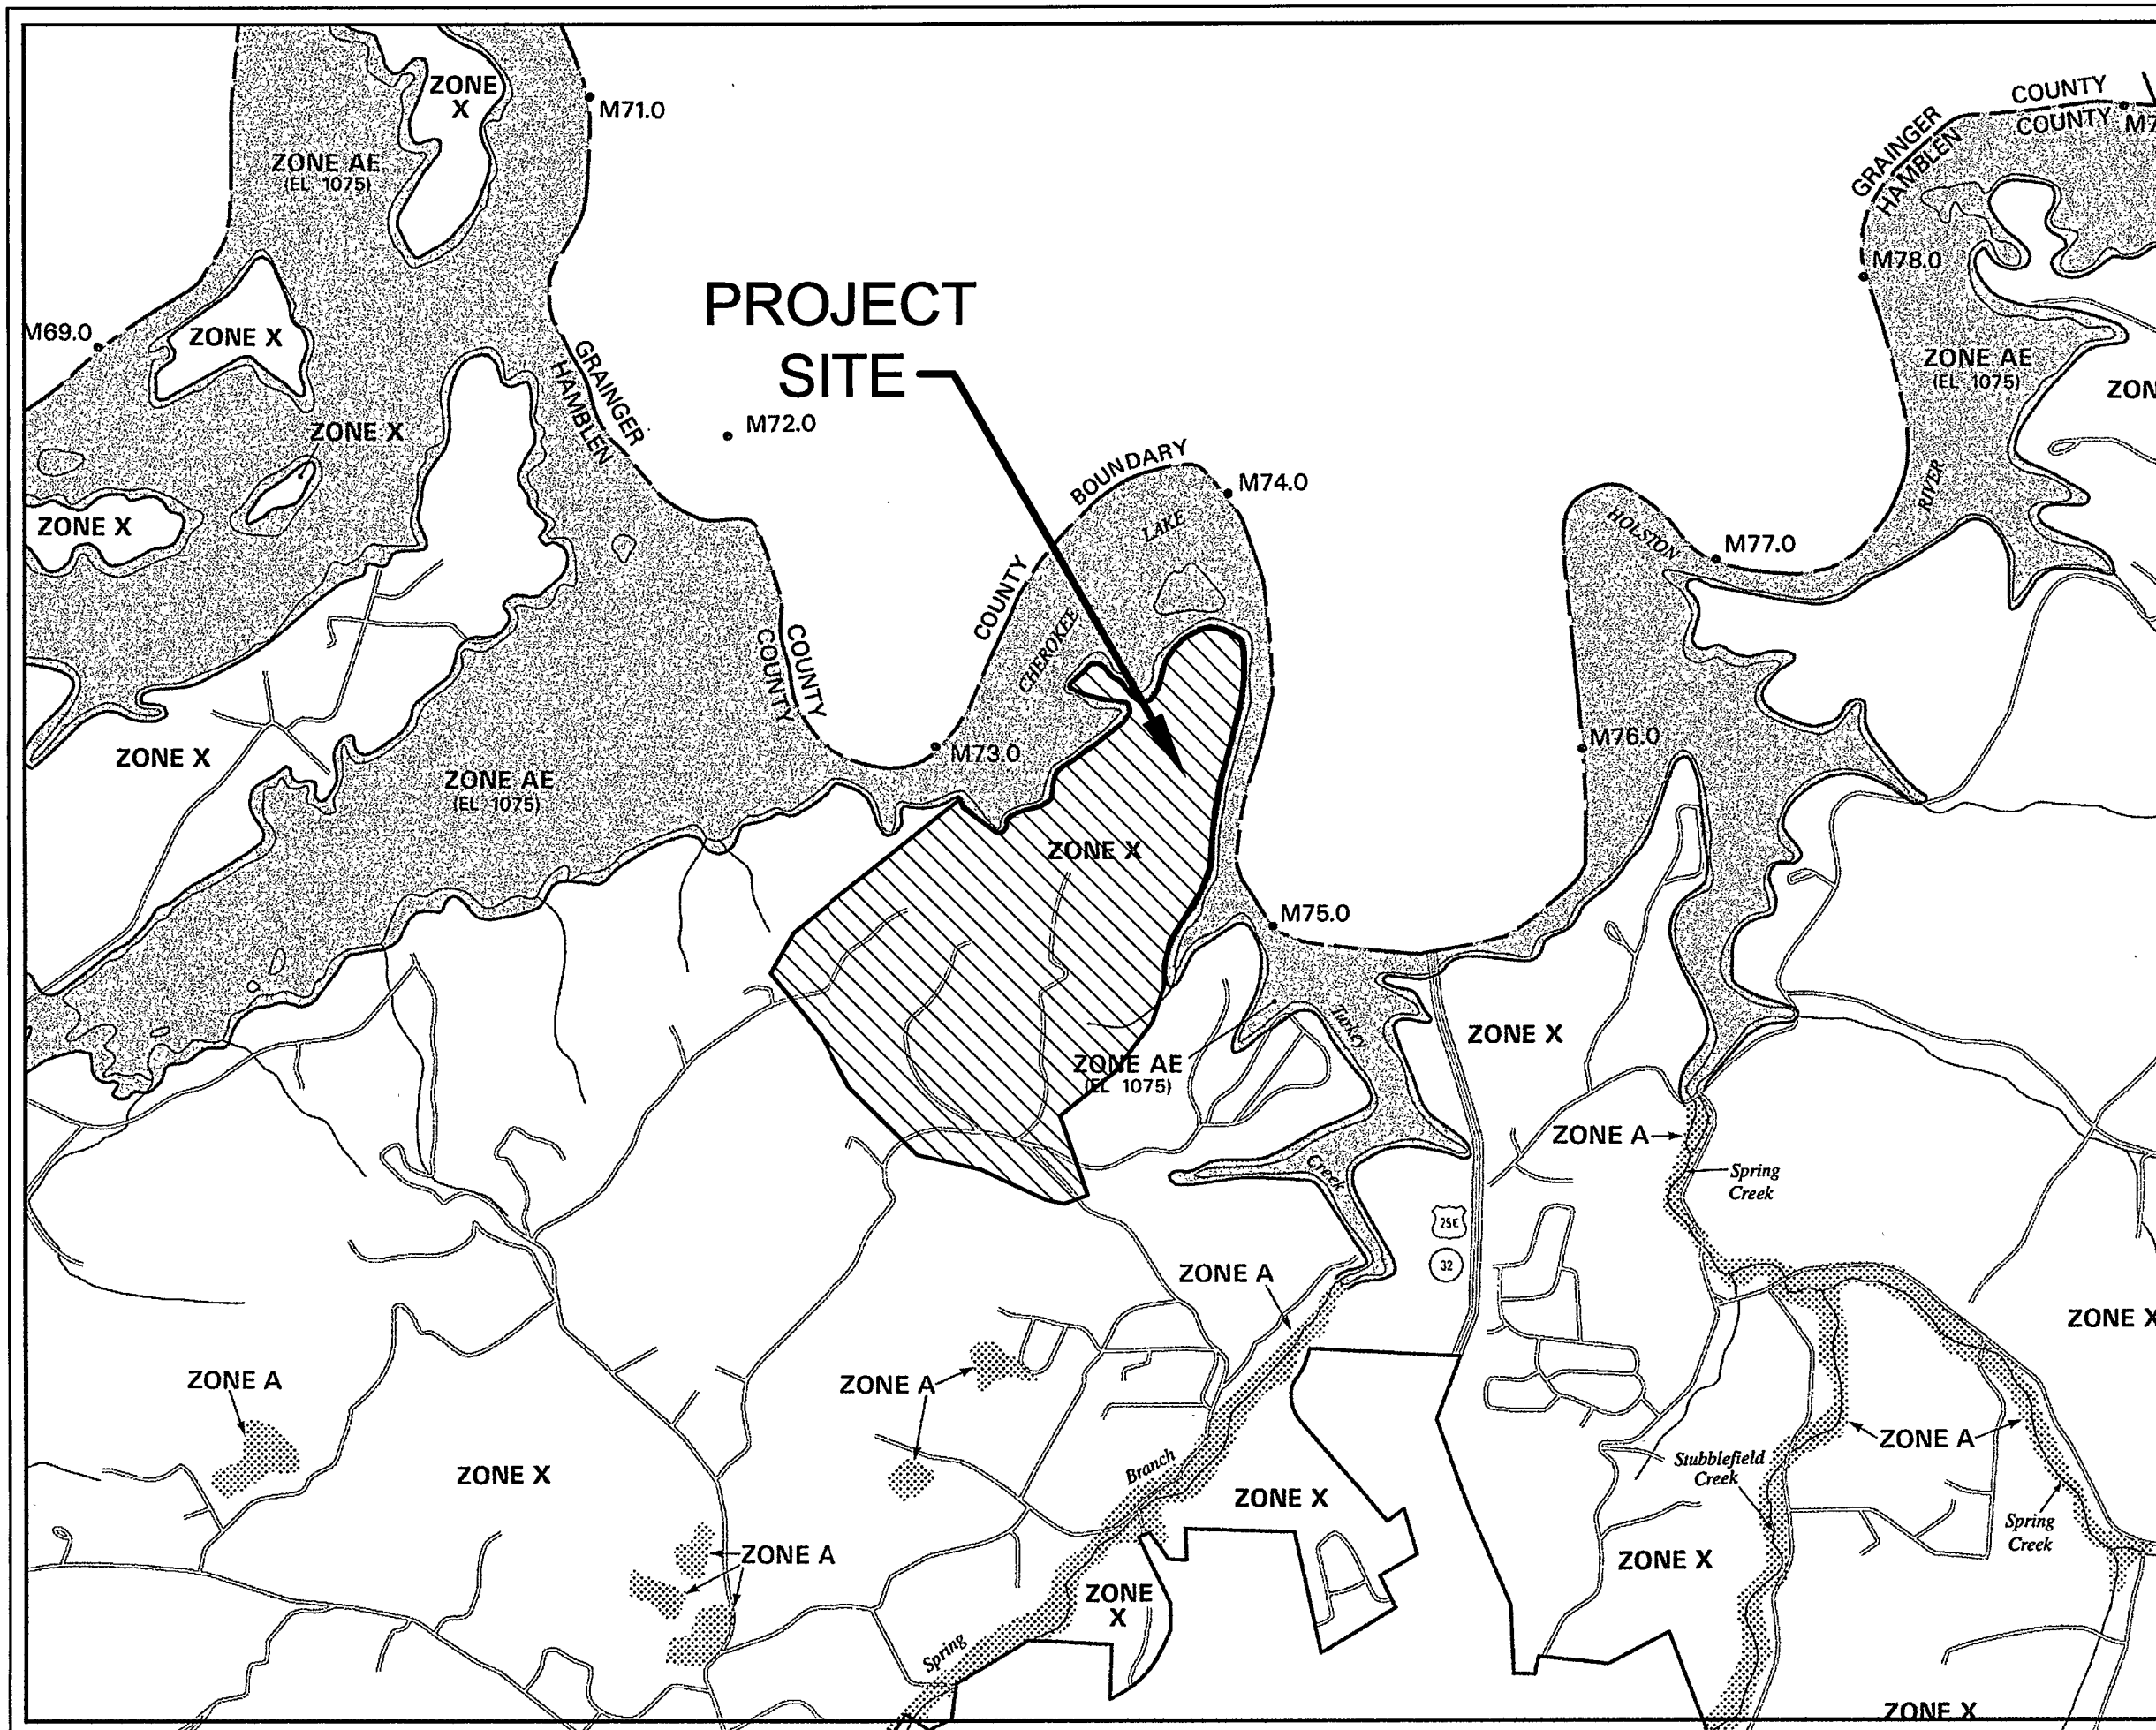 ZONE
X
M71.0
ZONE AE
(EL 1075)
COUNTY
COUNTY
GRAINGER
HAMBLEN
M78.0
PROJECT
SITE
M69.0
ZONE X
ZONE X
GRAINGER
HAMBLEN
M72.0
ZONE AE
(EL 1075)
BOUNDARY
M74.0
LAKE
RIVER
ZONE X
HOLSTON
M77.0
COUNTY
CHEROKEE
COUNTY
COUNTY
M73.0
M76.0
ZONE X
ZONE AE
(EL 1075)
ZONE X
M75.0
Turkey
ZONE X
ZONE AE
(EL 1075)
ZONE A
Spring
Creek
Creek
25E
32
ZONE A
ZONE X
ZONE A
ZONE A
ZONE A
Stubblefield
Creek
Branch
ZONE X
ZONE X
Spring
Creek
ZONE A
ZONE X
ZONE
X
Spring
ZONE X